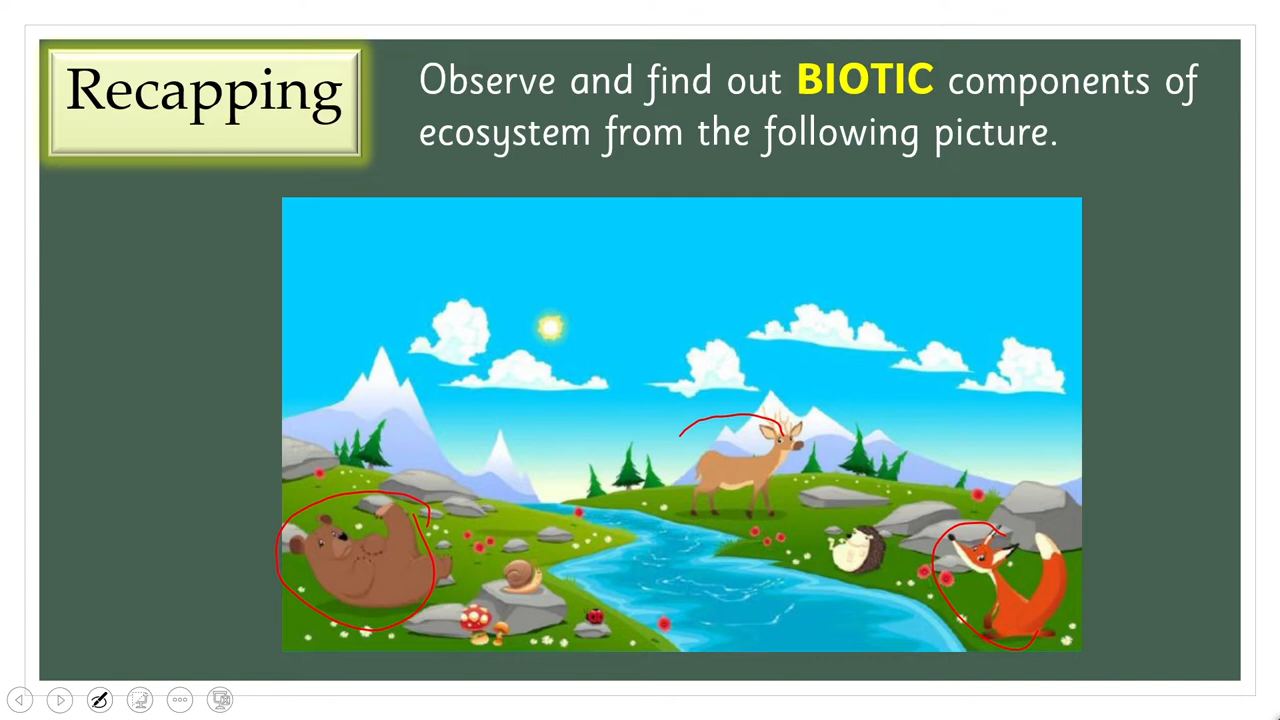 Recapping
Observe and find out BIOTIC components of
ecosystem from the following picture.